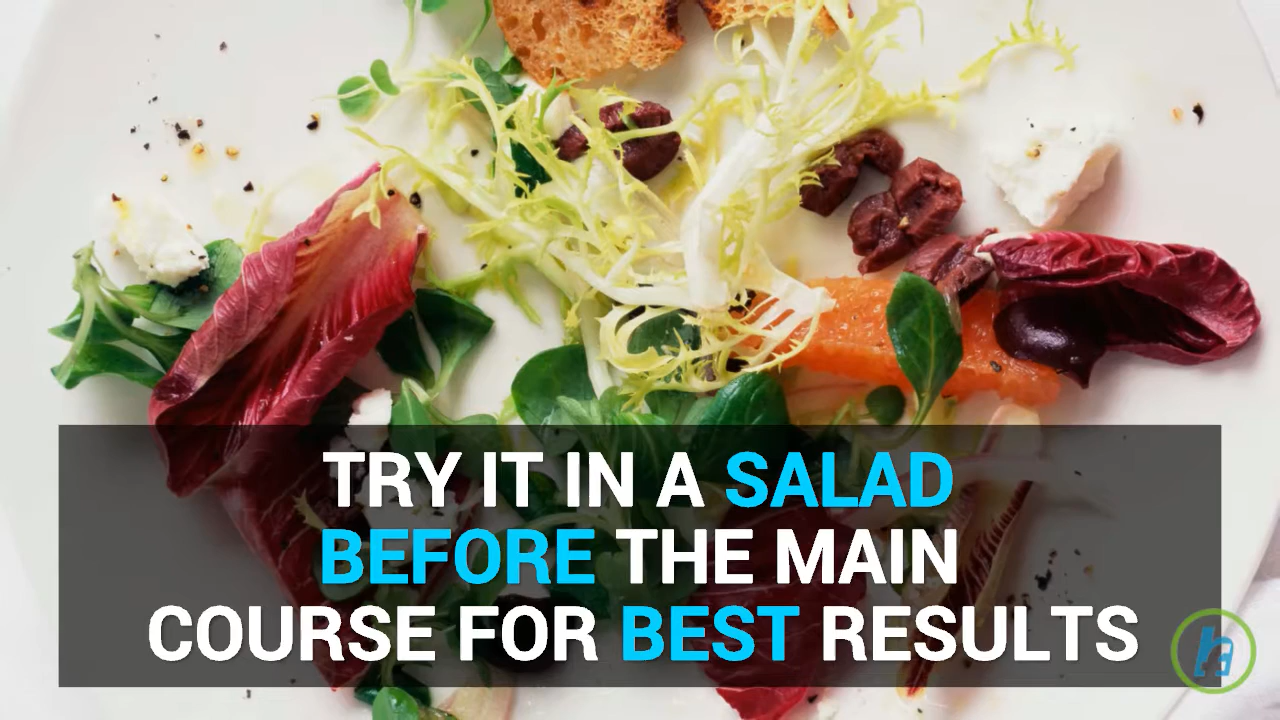 TRY IT IN A SALAD
BEFORE THE MAIN
COURSE FOR BEST RESULTS